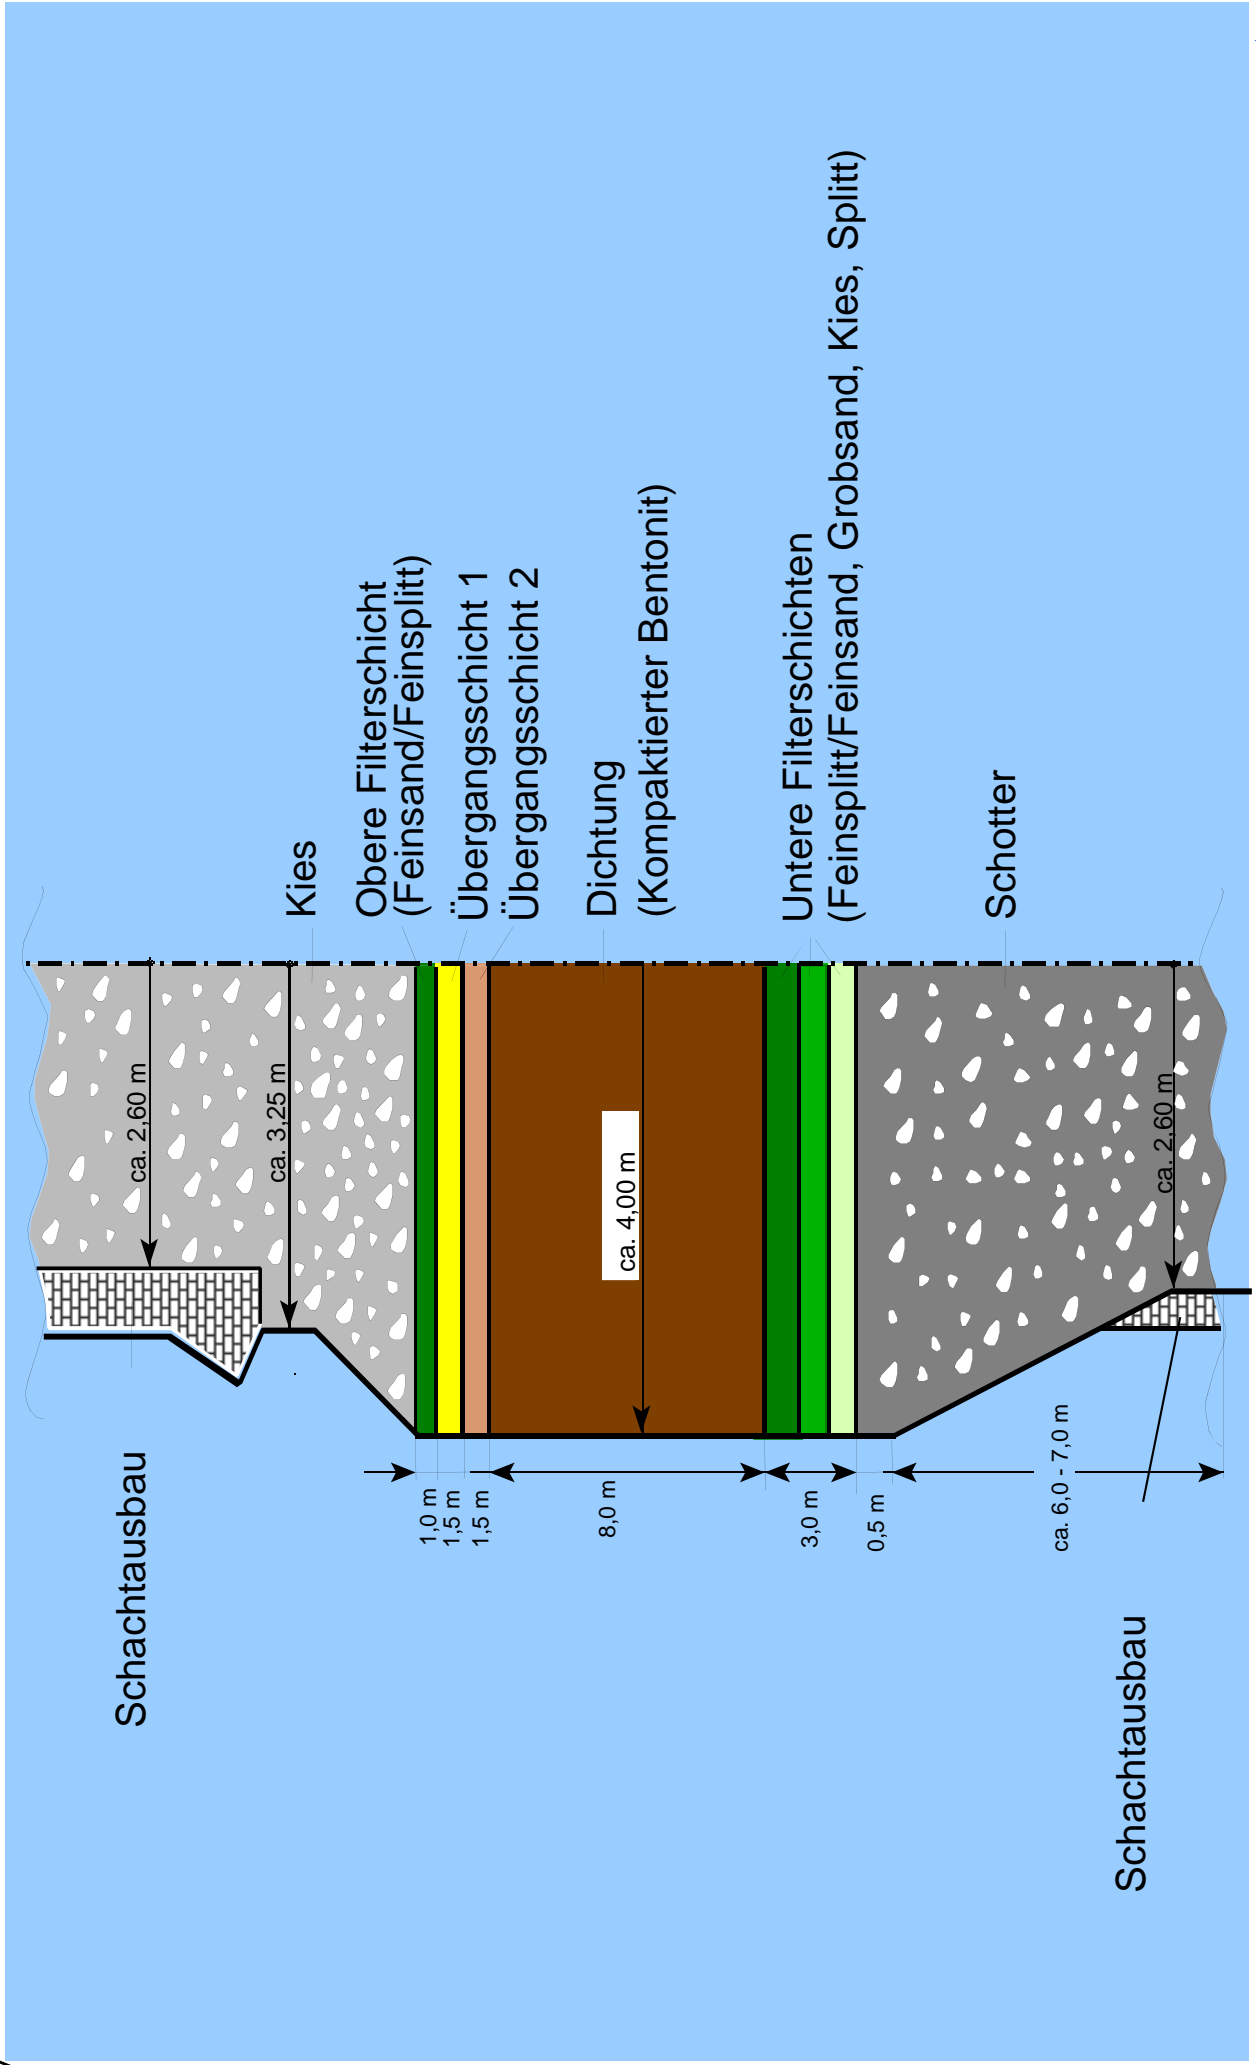 Schachtausbau
ca. 2,60 m
ca. 3,25 m
Kies
Obere Filterschicht
(Feinsand/Feinsplitt)
Übergangsschicht 1
Übergangsschicht 2
Dichtung
(Kompaktierter Bentonit)
ca. 4,00 m
Untere Filterschichten
(Feinsplitt/Feinsand, Grobsand, Kies, Splitt)
Schotter
ca. 2,60 m
1,0 m
1,5 m
1,5 m
8,0 m
3,0 m
0,5 m
ca. 6,0 - 7,0 m
Schachtausbau